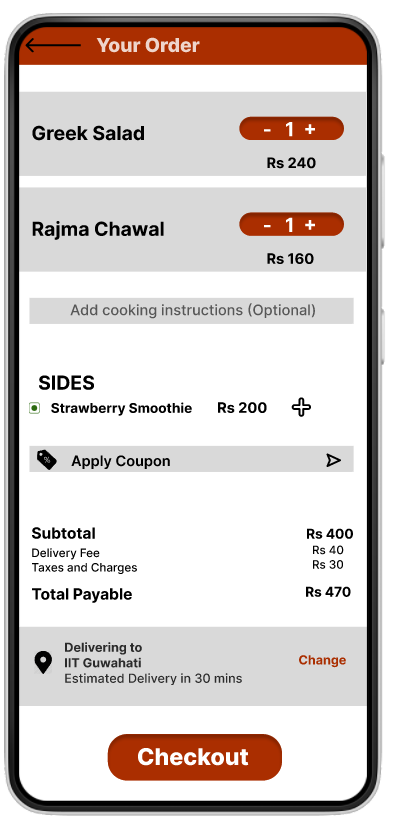 Your Order
Greek Salad
- 1 +
Rs 240
Rajma Chawal
- 1 +
Rs 160
Add cooking instructions (Optional)
SIDES
Strawberry Smoothie Rs 200
% Apply Coupon
Subtotal Rs 400
Delivery Fee Rs 40
Taxes and Charges Rs 30
Total Payable Rs 470
Delivering to
IIT Guwahati Change
Estimated Delivery in 30 mins
Checkout